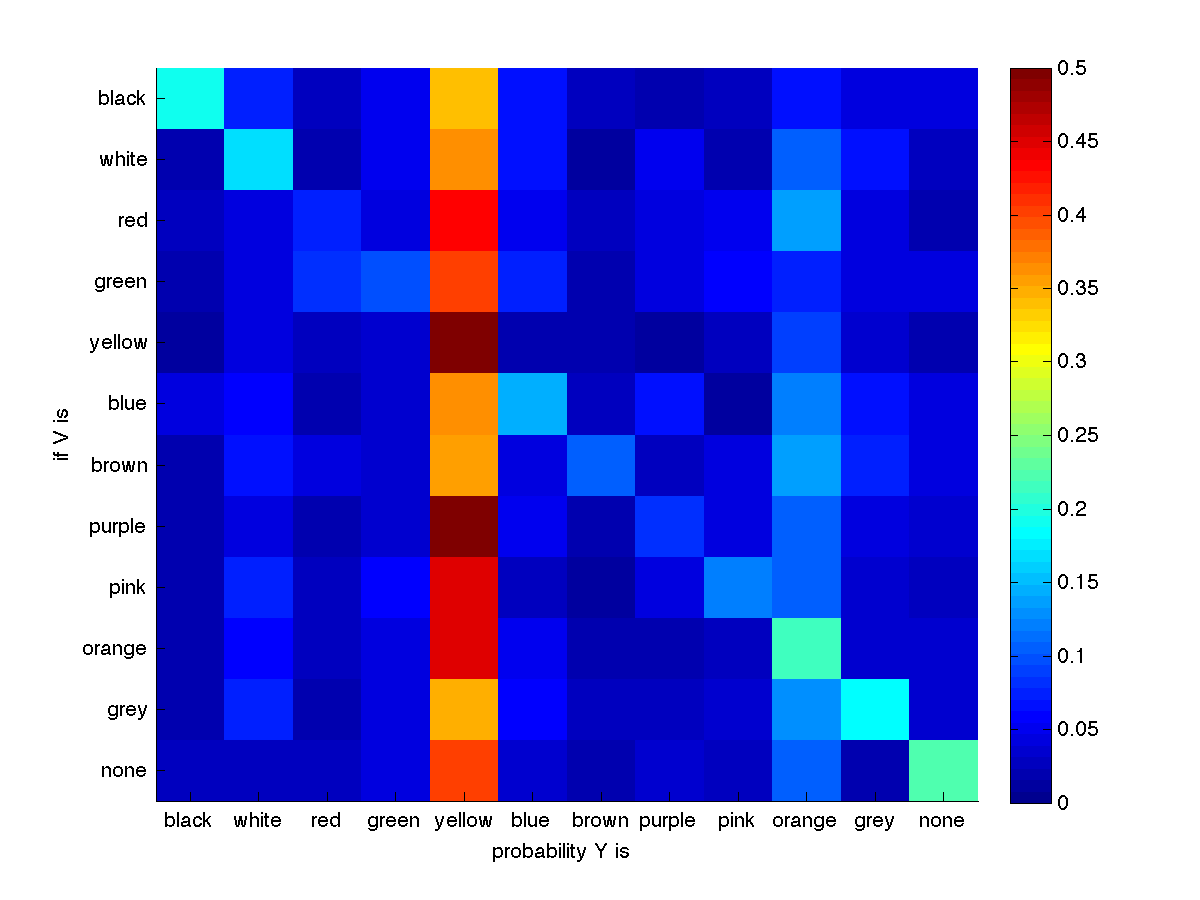 0.5
black
0.45
white
0.4
red
0.35
green
0.3
yellow
0.25
blue
if V is
brown
0.2
purple
0.15
pink
0.1
orange
grey
0.05
none
0
black white red green yellow blue brown purple pink orange grey none
probability Y is